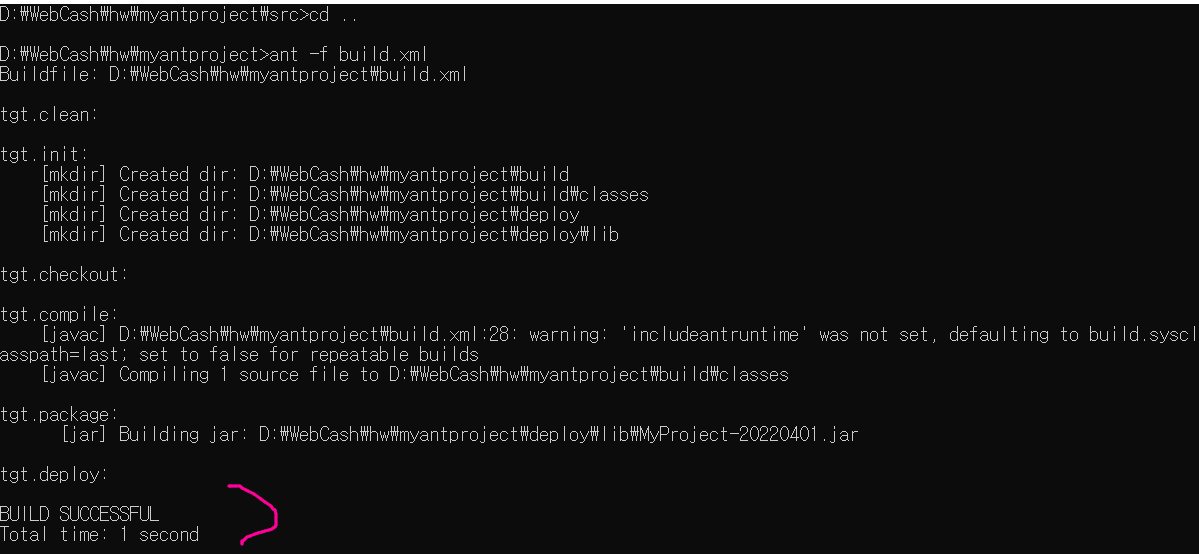 D:₩WebCash₩hw₩myantproject₩src>cd ..
D:₩WebCash₩hw₩myantproject>ant -f build.xml
Buildfile: D:₩WebCash₩hw₩myantproject₩build.xml
tgt.clean:
tgt.init:
[mkdir] Created dir: D:₩WebCash₩hw₩myantproject₩build
[mkdir] Created dir: D:₩WebCash₩hw₩myantproject₩build₩classes
[mkdir] Created dir: D:₩WebCash₩hw₩myantproject₩deploy
[mkdir] Created dir: D:₩WebCash₩hw₩myantproject₩deploy₩lib
tgt.checkout:
tgt.compile:
[javac] D:₩WebCash₩hw₩myantproject₩build.xml:28: warning: 'includeantruntime' was not set, defaulting to build.syscl
asspath=last; set to false for repeatable builds
[javac] Compiling 1 source file to D:₩WebCash₩hw₩myantproject₩build₩classes
tgt.package:
[jar] Building jar: D:₩WebCash₩hw₩myantproject₩deploy₩lib₩MyProject-20220401.jar
tgt.deploy:
BUILD SUCCESSFUL
Total time: 1 second